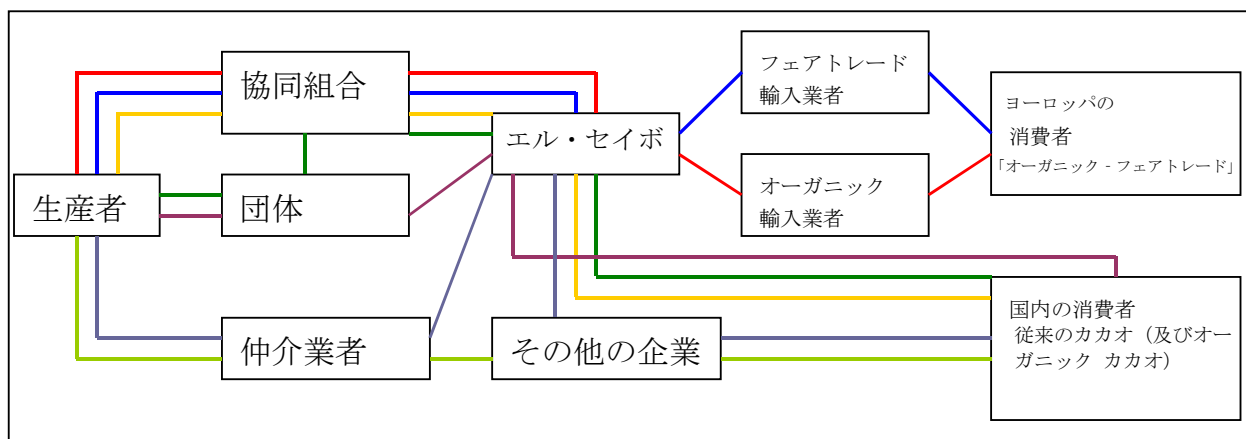 協同組合
フェアトレード
輸入業者
ヨーロッパの
消費者
「オーガニック - フェアトレード」
エル・セイボ
生産者
団体
オーガニック
輸入業者
仲介業者
その他の企業
国内の消費者
従来のカカオ（及びオー
ガニック カカオ）